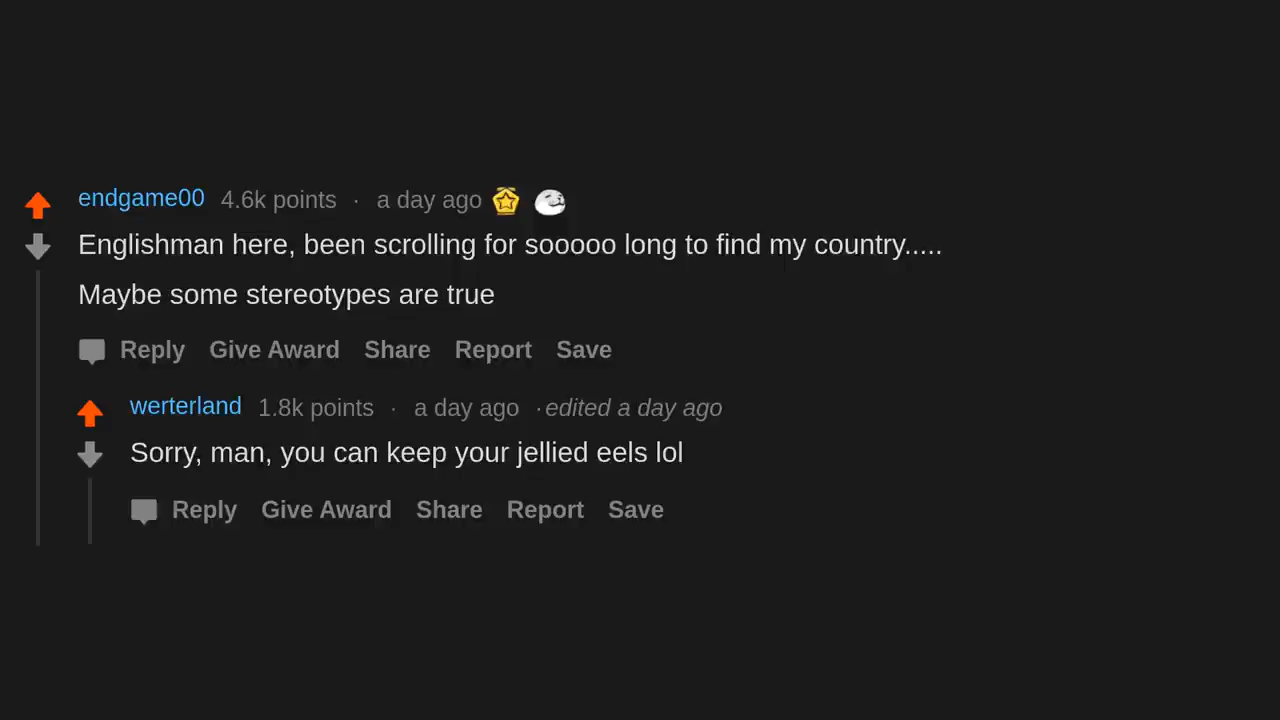 endgame00 4.6k points · a day ago
Englishman here, been scrolling for sooooo long to find my country.....
Maybe some stereotypes are true
Reply Give Award Share Report Save
werterland 1.8k points · a day ago · edited a day ago
Sorry, man, you can keep your jellied eels lol
Reply Give Award Share Report Save